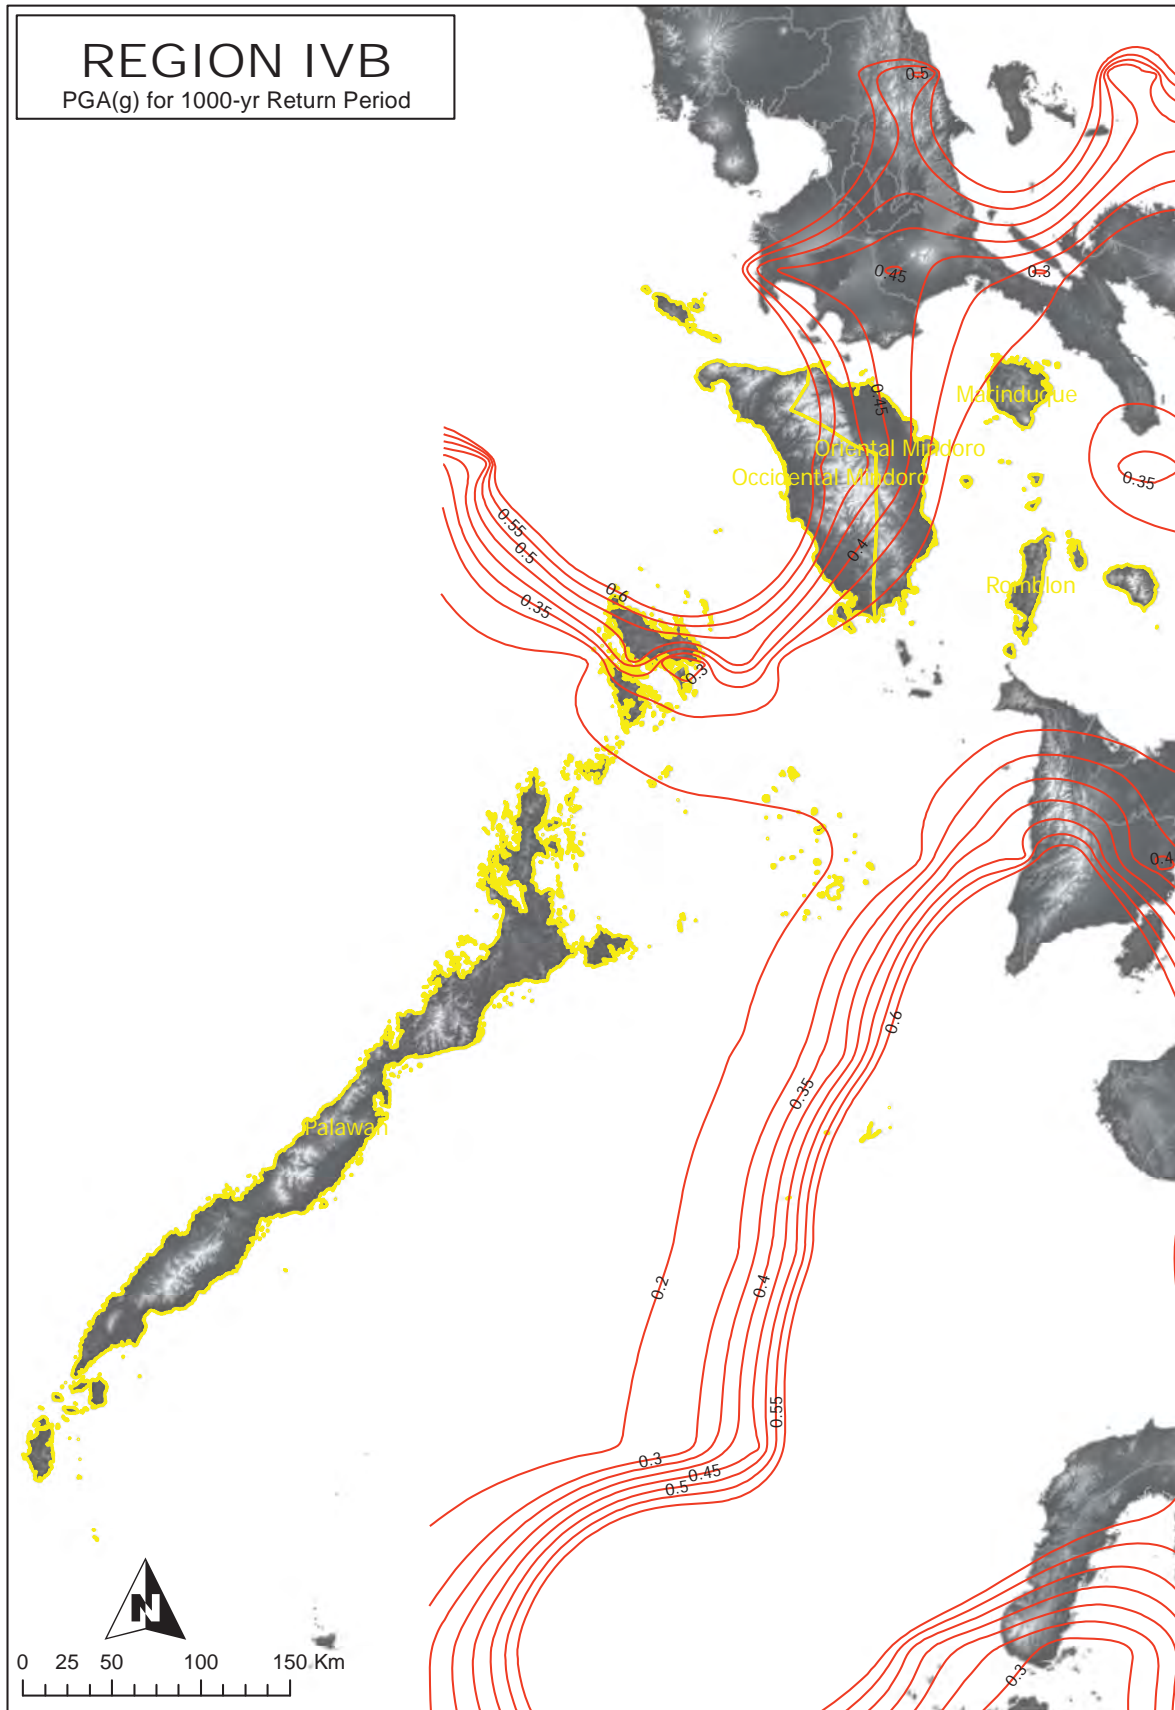 REGION IVB
PGA(g) for 1000-yr Return Period
0.5
0.45
0.3
Marinduque
0.45
Oriental Mindoro
Occidental Mindoro
0.35
0.55
0.5
0.4
0.6
0.35
Romblon
0.3
0.4
0.6
0.35
Palawan
0.2
0.4
0.55
0.3
0.45
0.5
N
0 25 50 100 150 Km
0.3